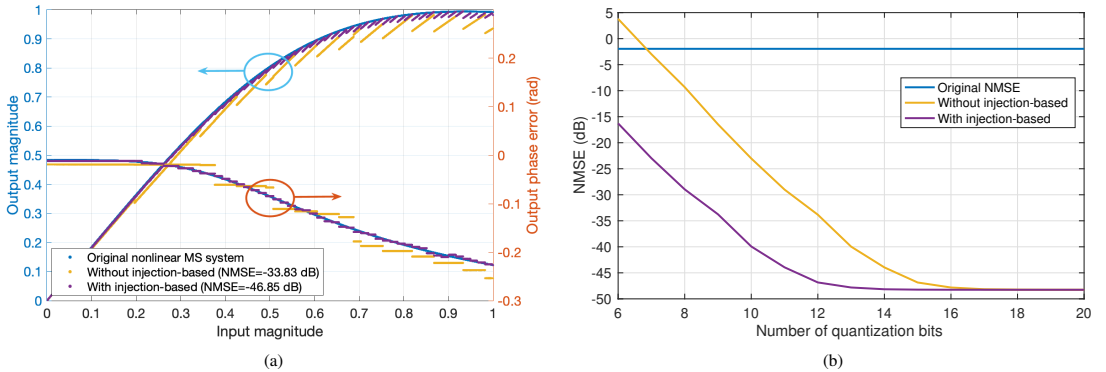 1
0.9
0.8
0.7
0.6
0.5
0.4
0.3
0.2
0.1
0
Output magnitude
0.2
0.1
0
-0.1
-0.2
-0.3
Output phase error (rad)
Original nonlinear MS system
Without injection-based (NMSE=-33.83 dB)
With injection-based (NMSE=-46.85 dB)
0 0.1 0.2 0.3 0.4 0.5 0.6 0.7 0.8 0.9 1
Input magnitude
(a)
5
0
-5
-10
-15
-20
-25
-30
-35
-40
-45
-50
NMSE (dB)
Original NMSE
Without injection-based
With injection-based
6 8 10 12 14 16 18 20
Number of quantization bits
(b)